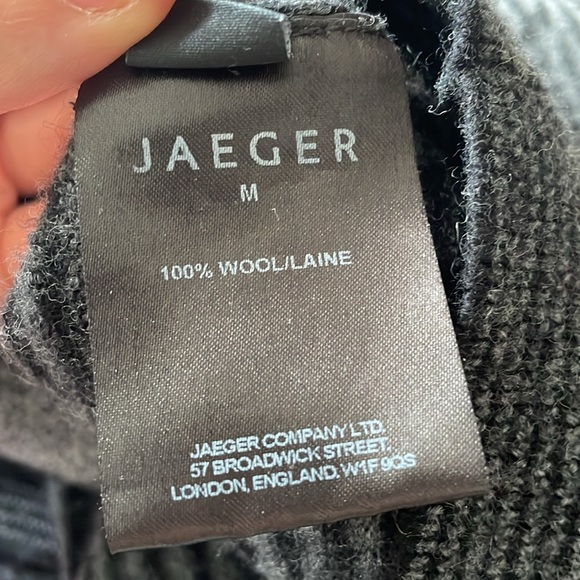 JAEGER
M
100% WOOL/LAINE
JAEGER COMPANY LTD.
57 BROADWICK STREET,
LONDON, ENGLAND. W1F 9QS